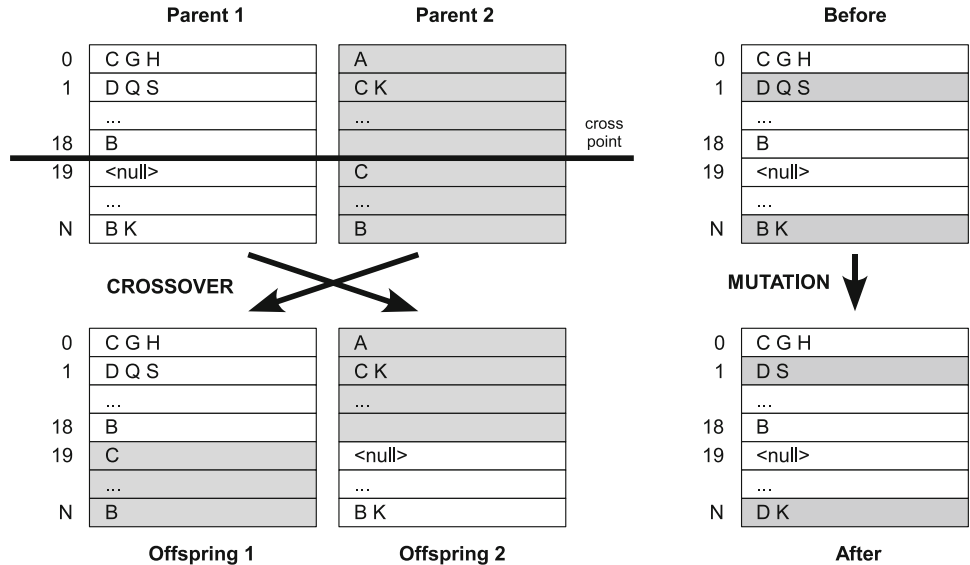 Parent 1 Parent 2 Before
0 C G H A 0 C G H
1 D Q S C K 1 D Q S
... ... ...
cross
point
18 B 18 B
19 <null> C 19 <null>
... ... ...
N B K B N B K
CROSSOVER MUTATION
0 C G H A 0 C G H
1 D Q S C K 1 D S
... ... ...
18 B 18 B
19 C <null> 19 <null>
... ... ...
N B B K N D K
Offspring 1 Offspring 2 After